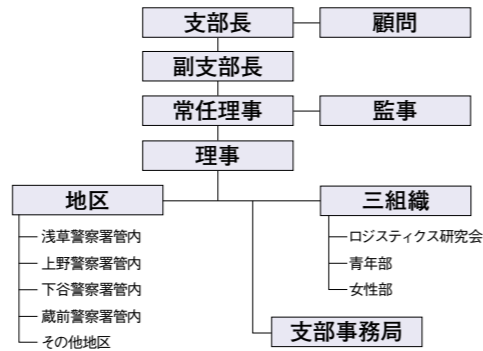 支部長
顧問
副支部長
常任理事
監事
理事
地区
三組織
浅草警察署管内
上野警察署管内
下谷警察署管内
蔵前警察署管内
その他地区
ロジスティクス研究会
青年部
女性部
支部事務局